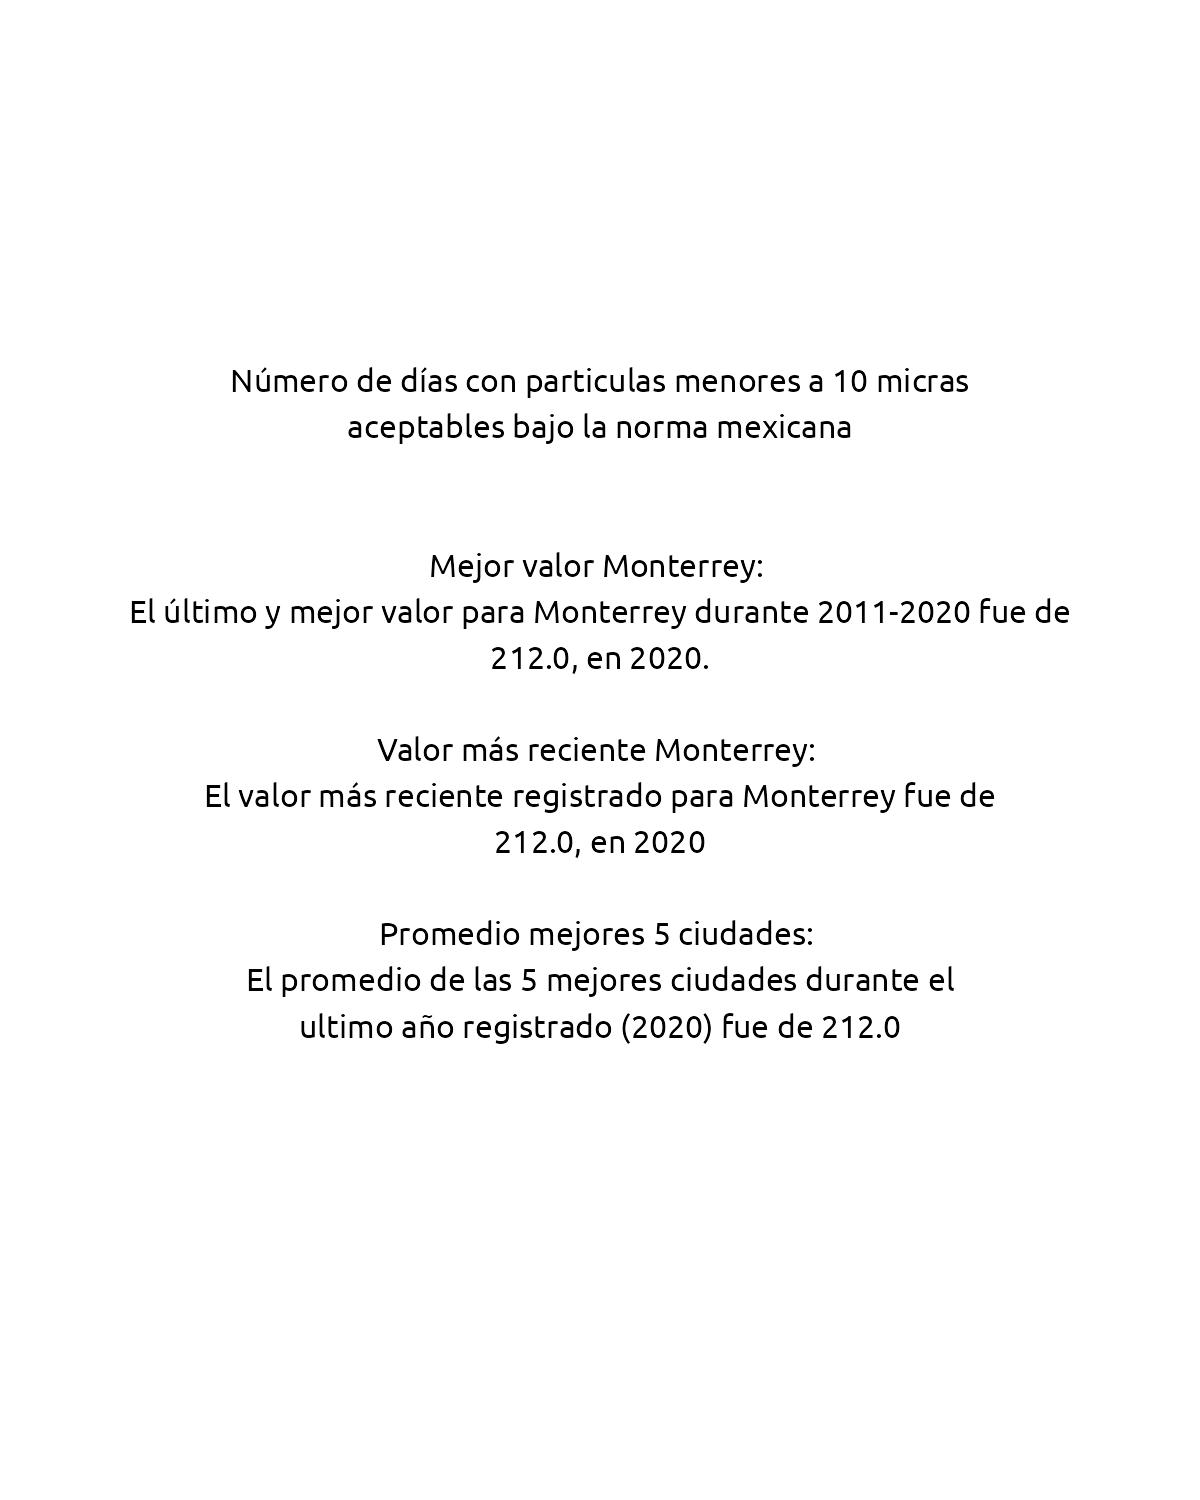 Número de días con particulas menores a 10 micras
aceptables bajo la norma mexicana
Mejor valor Monterrey:
El último y mejor valor para Monterrey durante 2011-2020 fue de
212.0, en 2020.
Valor más reciente Monterrey:
El valor más reciente registrado para Monterrey fue de
212.0, en 2020
Promedio mejores 5 ciudades:
El promedio de las 5 mejores ciudades durante el
ultimo año registrado (2020) fue de 212.0